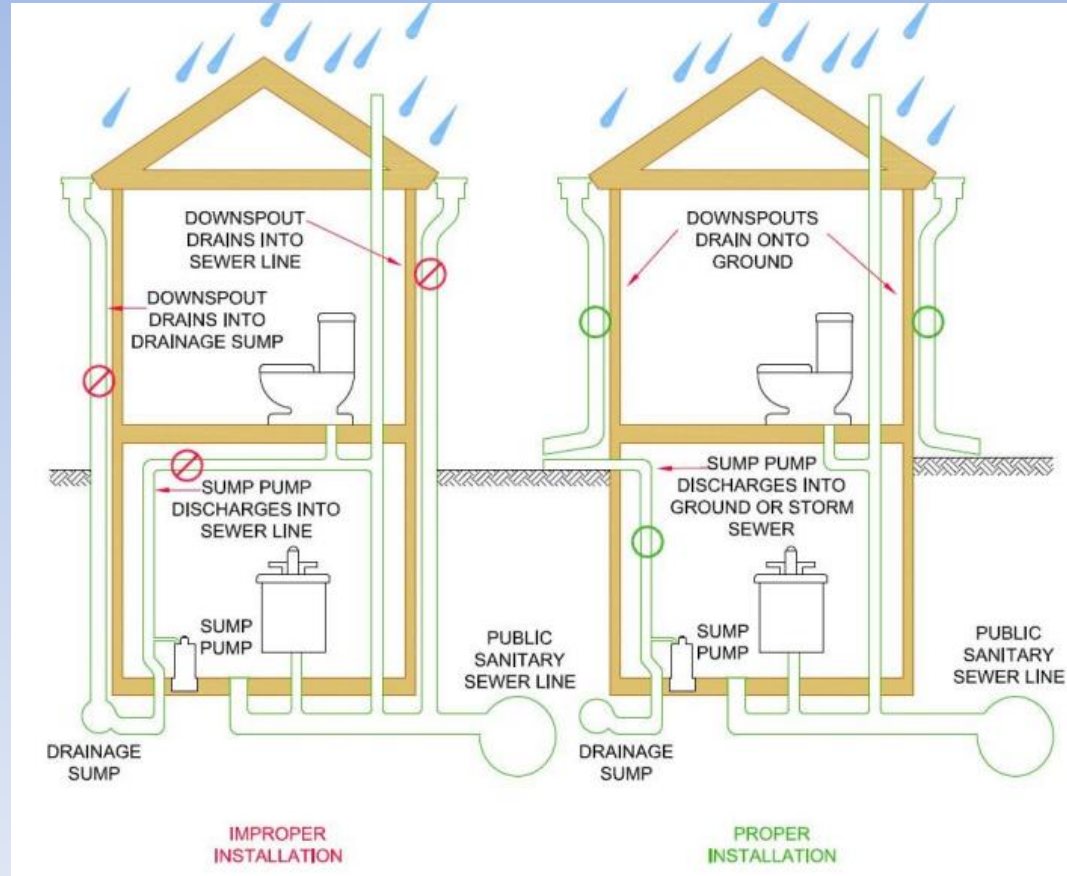 DOWNSPOUT
DRAINS INTO
SEWER LINE
DOWNSPOUT
DRAINS INTO
DRAINAGE SUMP
SUMP PUMP
DISCHARGES INTO
SEWER LINE
SUMP
PUMP
PUBLIC
SANITARY
SEWER LINE
DRAINAGE
SUMP
IMPROPER
INSTALLATION
DOWNSPOUTS
DRAIN ONTO
GROUND
SUMP PUMP
DISCHARGES INTO
GROUND OR STORM
SEWER
SUMP
PUMP
PUBLIC
SANITARY
SEWER LINE
DRAINAGE
SUMP
PROPER
INSTALLATION